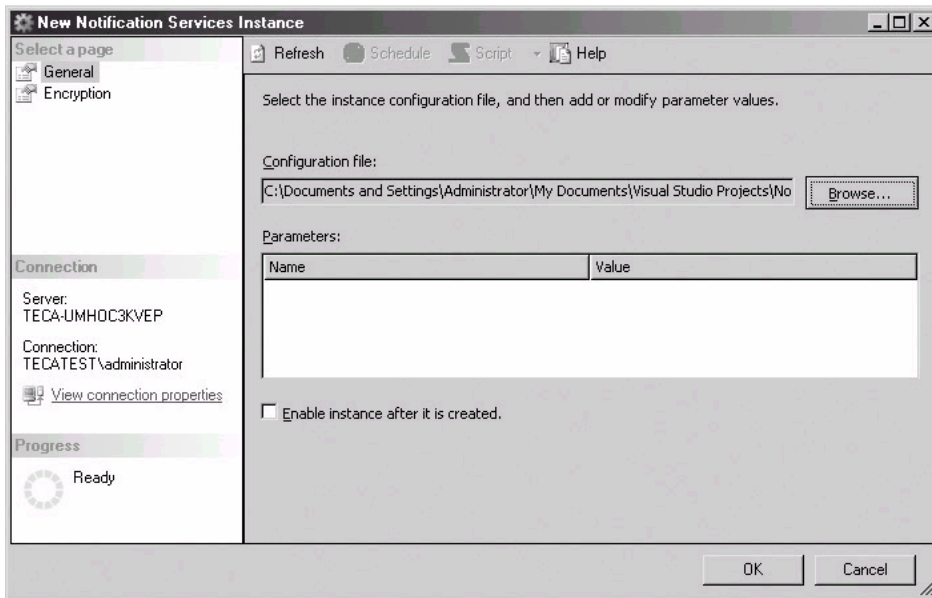 New Notification Services Instance
Select a page
General
Encryption
Refresh Schedule Script Help
Select the instance configuration file, and then add or modify parameter values.
Configuration file:
C:\Documents and Settings\Administrator\My Documents\Visual Studio Projects\No
Browse...
Parameters:
Name Value
Enable instance after it is created.
Connection
Server:
TECA-UMHOC3KVEP
Connection:
TECATEST\administrator
View connection properties
Progress
Ready
OK Cancel